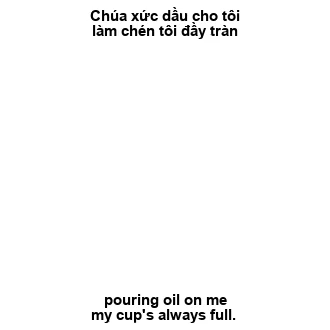 Chúa xức dầu cho tôi
làm chén tôi đầy tràn
pouring oil on me
my cup's always full.